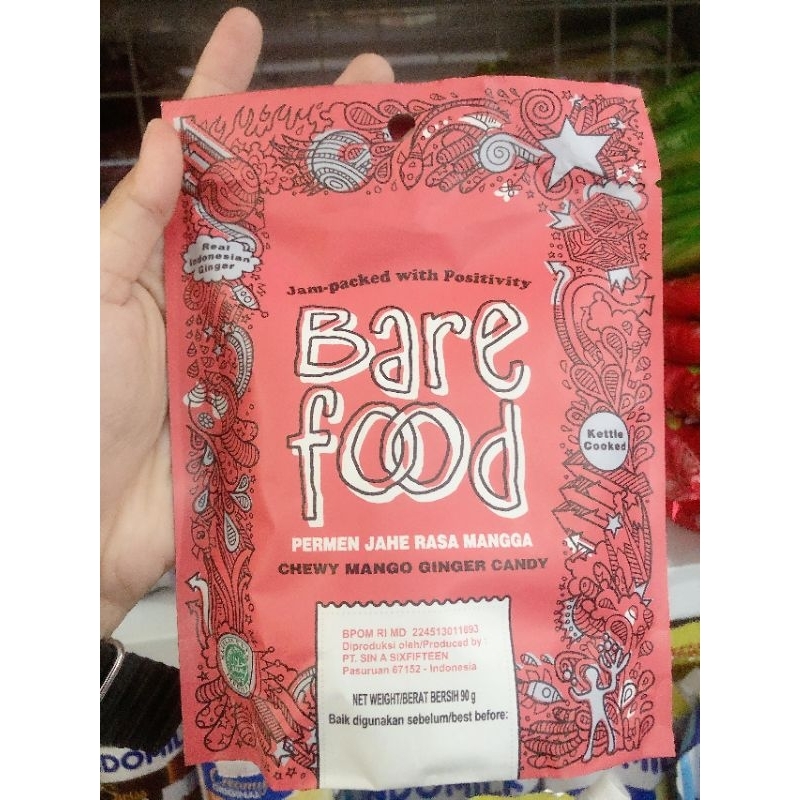 Real
Indonesian
Ginger
Jam-packed with Positivity
Bare
food
Kettle
Cooked
PERMEN JAHE RASA MANGGA
CHEWY MANGO GINGER CANDY
BPOM RI MD 224513011693
Diproduksi oleh/Produced by :
PT. SIN A SIXFIFTEEN
Pasuruan 67152 - Indonesia
NET WEIGHT/BERAT BERSIH 90 g
Baik digunakan sebelum/best before: